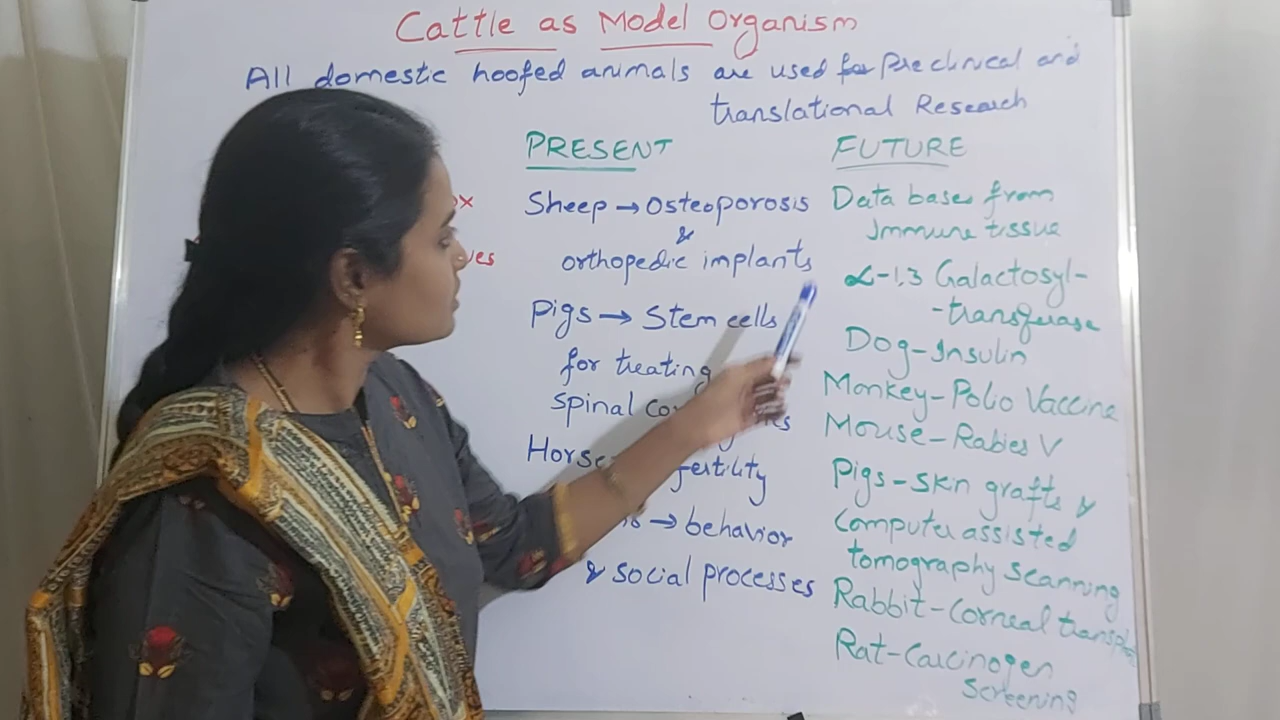 Cattle as Model Organism
All domestic hoofed animals are used for Preclinical and
translational Research
PRESENT
Sheep → Osteoporosis
&
orthopedic implants
Pigs → Stem cells
for treating
spinal
Horse fertility
→ behavior
& social processes
FUTURE
Data bases from
Immune tissue
α-1,3 Galactosyl-
-transferase
Dog-Insulin
Monkey-Polio Vaccine
Mouse-Rabies V
Pigs-Skin grafts &
Computer assisted
tomography scanning
Rabbit-Corneal
Rat-Carcinogen
Screening